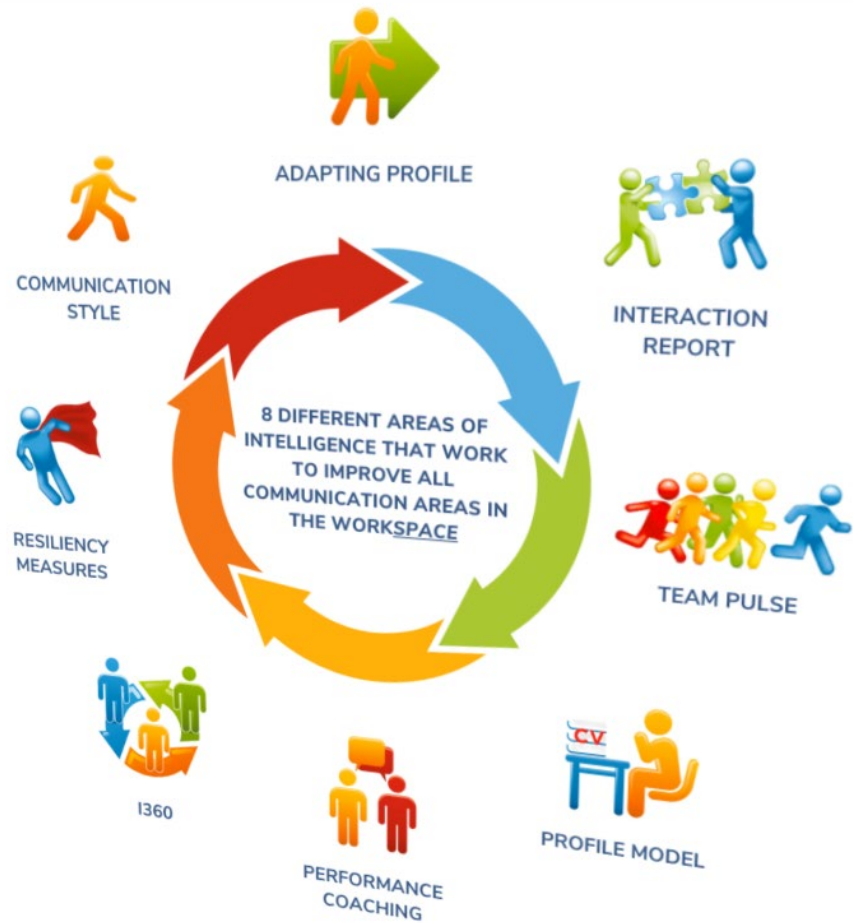 ADAPTING PROFILE
INTERACTION
REPORT
TEAM PULSE
CV
PROFILE MODEL
PERFORMANCE
COACHING
I360
RESILIENCY
MEASURES
COMMUNICATION
STYLE
8 DIFFERENT AREAS OF
INTELLIGENCE THAT WORK
TO IMPROVE ALL
COMMUNICATION AREAS IN
THE WORKSPACE